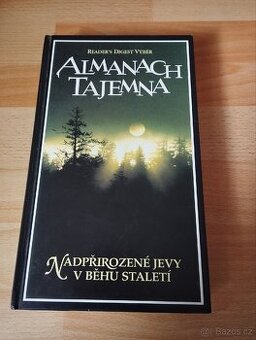 READER'S DIGEST VÝBĚR
ALMANACH
TAJEMNA
NADPŘIROZENÉ JEVY
V BĚHU STALETÍ
Bazos.cz